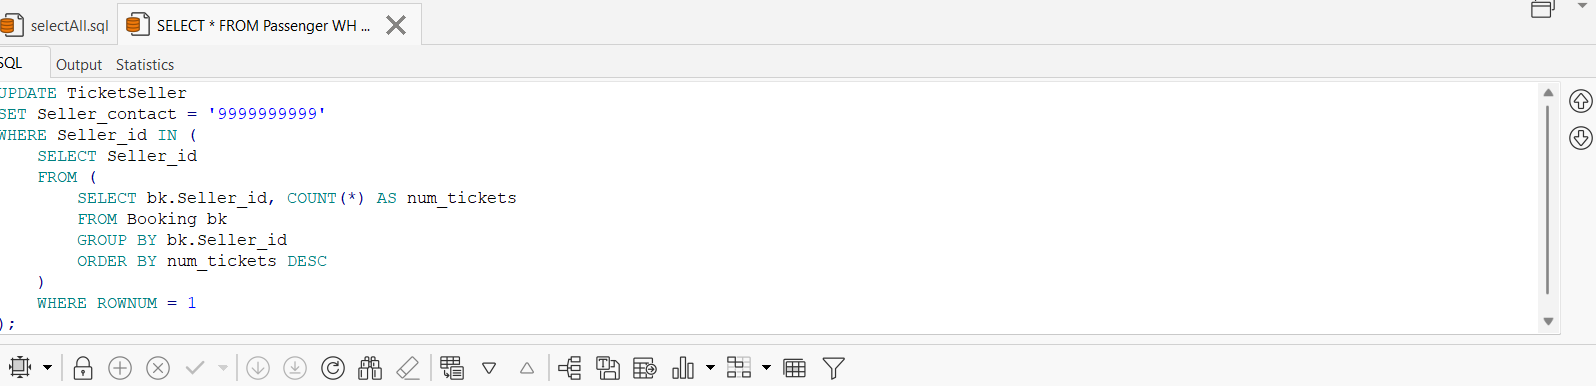 selectAll.sql
SELECT * FROM Passenger WH ...
SQL Output Statistics
UPDATE TicketSeller
SET Seller_contact = '9999999999'
WHERE Seller_id IN (
    SELECT Seller_id
    FROM (
        SELECT bk.Seller_id, COUNT(*) AS num_tickets
        FROM Booking bk
        GROUP BY bk.Seller_id
        ORDER BY num_tickets DESC
    )
    WHERE ROWNUM = 1
);